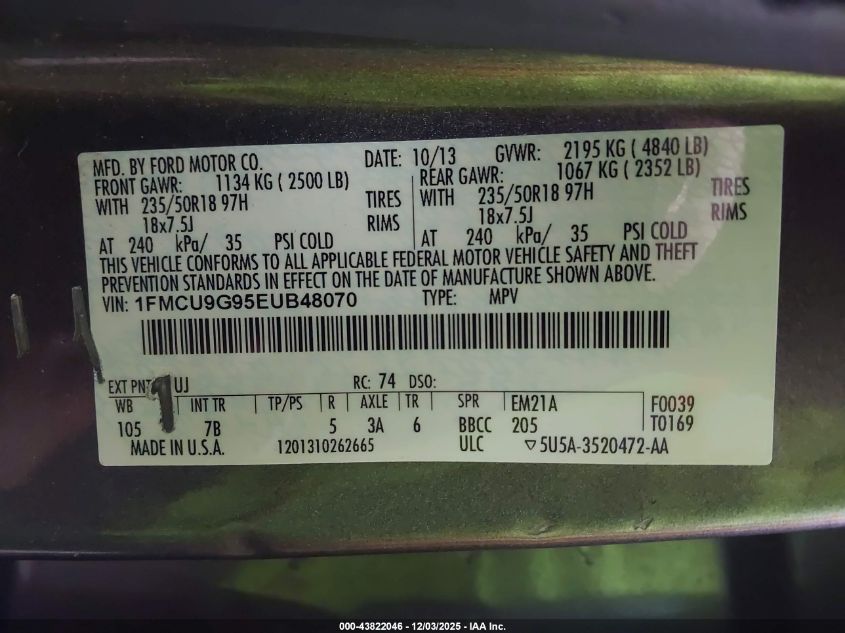 MFD. BY FORD MOTOR CO. DATE: 10/13 GVWR: 2195 KG ( 4840 LB)
FRONT GAWR: 1134 KG ( 2500 LB) REAR GAWR: 1067 KG ( 2352 LB)
WITH 235/50R18 97H TIRES WITH 235/50R18 97H TIRES
18x7.5J RIMS 18x7.5J RIMS
AT 240 kPa/ 35 PSI COLD AT 240 kPa/ 35 PSI COLD
THIS VEHICLE CONFORMS TO ALL APPLICABLE FEDERAL MOTOR VEHICLE SAFETY AND THEFT
PREVENTION STANDARDS IN EFFECT ON THE DATE OF MANUFACTURE SHOWN ABOVE.
VIN: 1FMCU9G95EUB48070 TYPE: MPV
EXT PNT: UJ RC: 74 DSO:
WB INT TR TP/PS R AXLE TR SPR EM21A F0039
105 7B 5 3A 6 BBCC 205 T0169
MADE IN U.S.A. 1201310262665 ULC ▽5U5A-3520472-AA
000-43822046 - 12/03/2025 - IAA Inc.